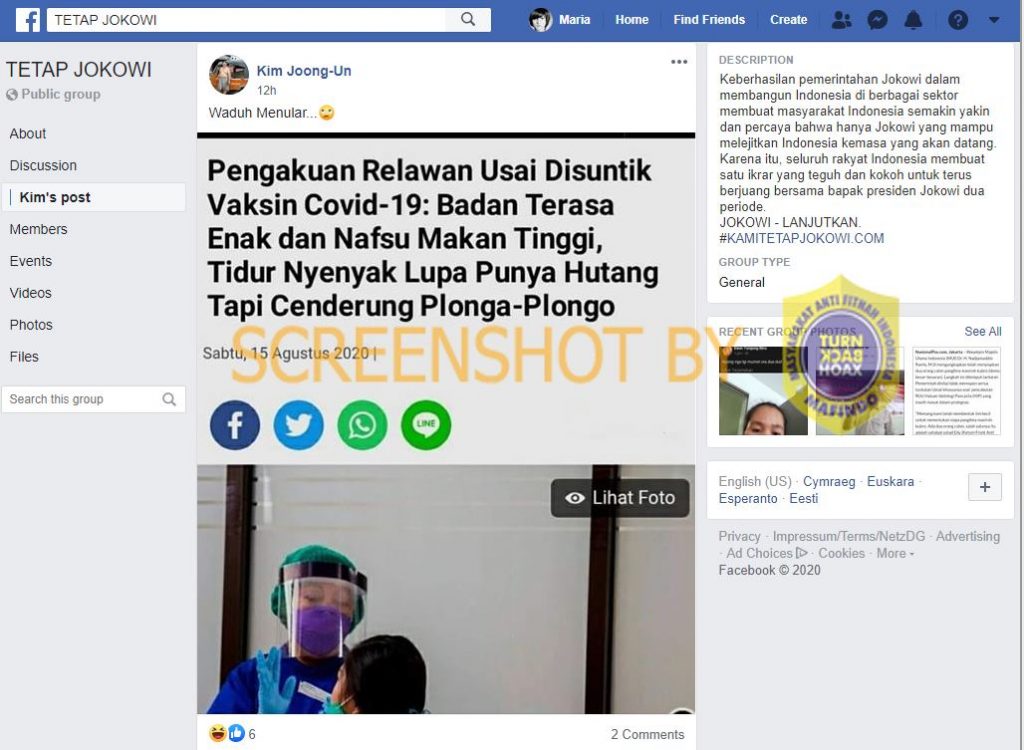 TETAP JOKOWI
Maria
Home
Find Friends
Create
TETAP JOKOWI
Public group
About
Discussion
Kim's post
Members
Events
Videos
Photos
Files
Search this group
Kim Joong-Un
12h
Waduh Menular...
Pengakuan Relawan Usai Disuntik
Vaksin Covid-19: Badan Terasa
Enak dan Nafsu Makan Tinggi,
Tidur Nyenyak Lupa Punya Hutang
Tapi Cenderung Plonga-Plongo
Sabtu, 15 Agustus 2020 |
SCREENSHOT BY
LINE
Lihat Foto
6
2 Comments
DESCRIPTION
Keberhasilan pemerintahan Jokowi dalam
membangun Indonesia di berbagai sektor
membuat masyarakat Indonesia semakin yakin
dan percaya bahwa hanya Jokowi yang mampu
melejitkan Indonesia kemasa yang akan datang.
Karena itu, seluruh rakyat Indonesia membuat
satu ikrar yang teguh dan kokoh untuk terus
berjuang bersama bapak presiden Jokowi dua
periode.
JOKOWI - LANJUTKAN.
#KAMITETAPJOKOWI.COM
GROUP TYPE
General
RECENT GROUP PHOTOS
See All
MASYARAKAT ANTI FITNAH INDONESIA
TURN
BACK
HOAX
MAFINDO
English (US) · Cymraeg · Euskara ·
Esperanto · Eesti
Privacy · Impressum/Terms/NetzDG · Advertising
· Ad Choices · Cookies · More
Facebook © 2020